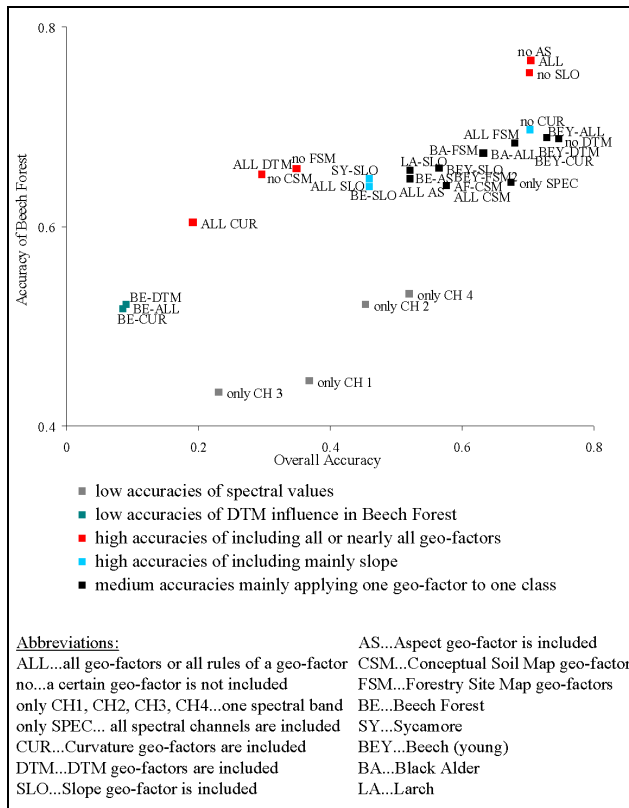 0.8
no AS
ALL
no SLO
no CUR
ALL FSM
BEY-ALL
no DTM
BA-FSM
BA-ALL
BEY-DTM
BEY-CUR
ALL DTM
no FSM
no CSM
SY-SLO
LA-SLO
BEY-SLO
ALL SLO
BE-AS
BEY-FSM2
only SPEC
BE-SLO
ALL AS
AF-CSM
ALL CSM
0.6
ALL CUR
BE-DTM
BE-ALL
BE-CUR
only CH 4
only CH 2
only CH 1
only CH 3
0.4
Accuracy of Beech Forest
0 0.2 0.4 0.6 0.8
Overall Accuracy
low accuracies of spectral values
low accuracies of DTM influence in Beech Forest
high accuracies of including all or nearly all geo-factors
high accuracies of including mainly slope
medium accuracies mainly applying one geo-factor to one class
Abbreviations:
ALL...all geo-factors or all rules of a geo-factor
no...a certain geo-factor is not included
only CH1, CH2, CH3, CH4...one spectral band
only SPEC... all spectral channels are included
CUR...Curvature geo-factors are included
DTM...DTM geo-factors are included
SLO...Slope geo-factor is included
AS...Aspect geo-factor is included
CSM...Conceptual Soil Map geo-factor
FSM...Forestry Site Map geo-factors
BE...Beech Forest
SY...Sycamore
BEY...Beech (young)
BA...Black Alder
LA...Larch